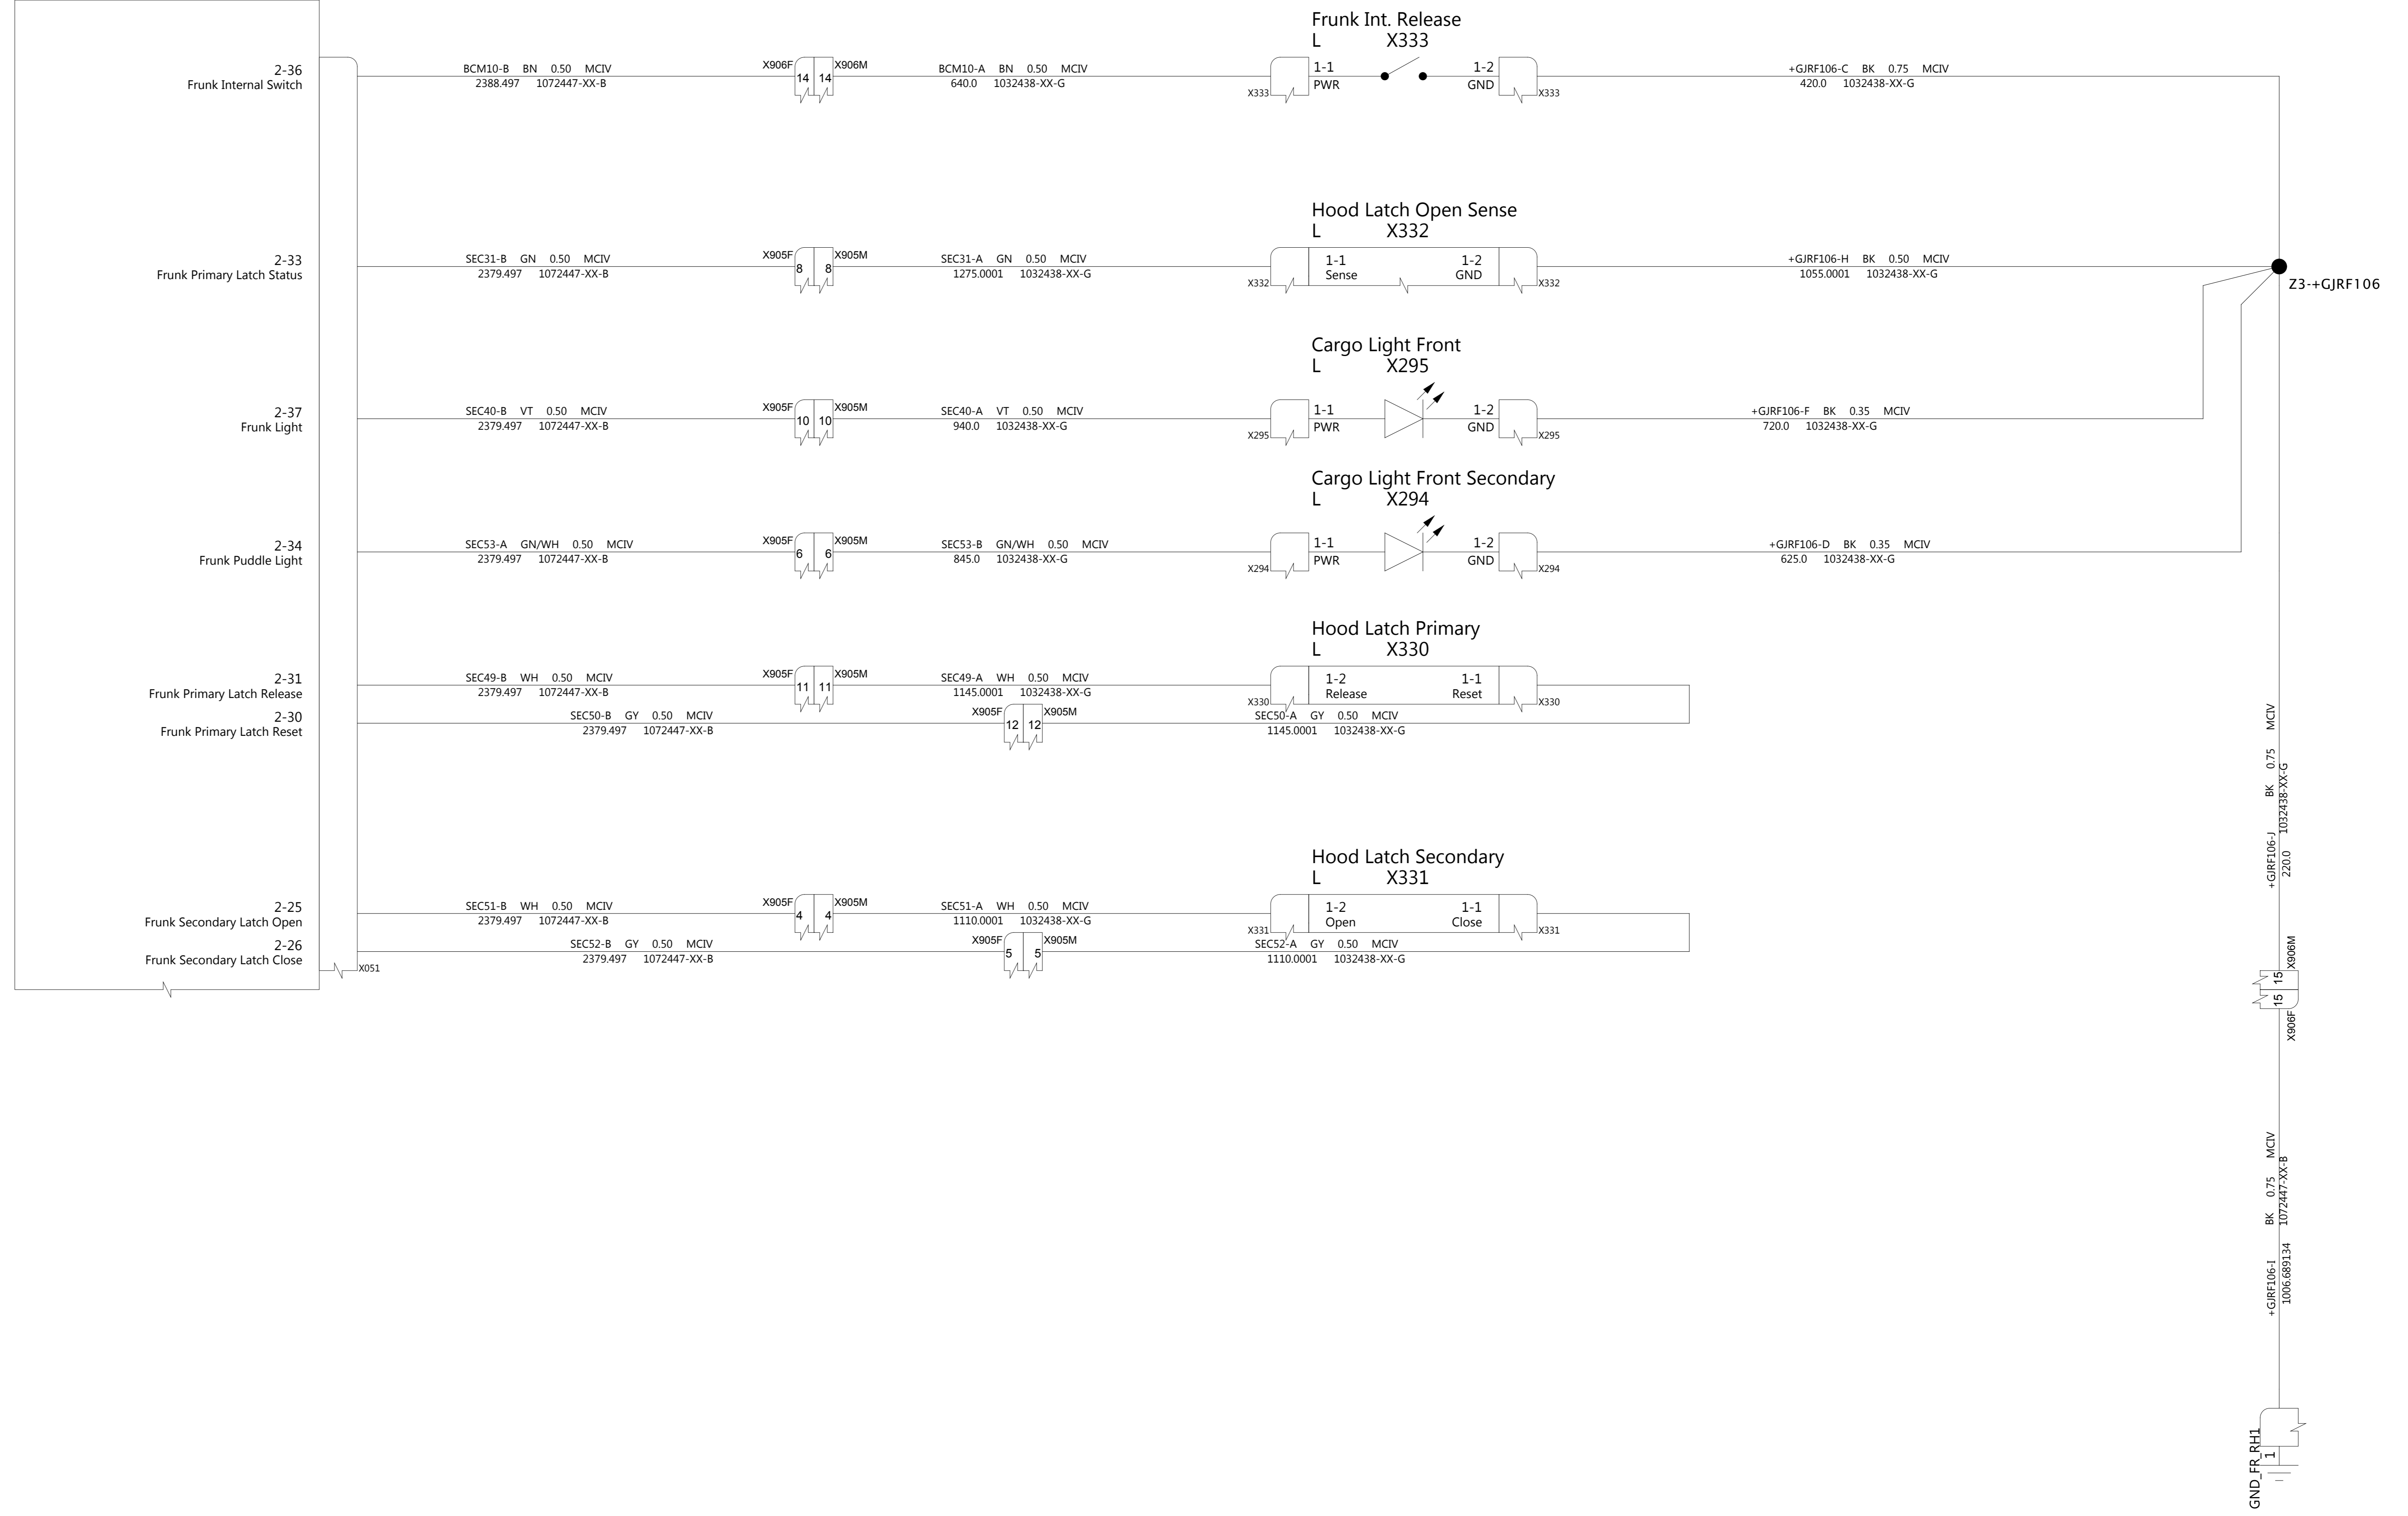 Frunk Int. Release
L X333
2-36
Frunk Internal Switch
BCM10-B BN 0.50 MCIV
2388.497 1072447-XX-B
X906F 14 14 X906M
BCM10-A BN 0.50 MCIV
640.0 1032438-XX-G
X333
1-1
PWR
1-2
GND
X333
+GJRF106-C BK 0.75 MCIV
420.0 1032438-XX-G
Hood Latch Open Sense
L X332
2-33
Frunk Primary Latch Status
SEC31-B GN 0.50 MCIV
2379.497 1072447-XX-B
X905F 8 8 X905M
SEC31-A GN 0.50 MCIV
1275.0001 1032438-XX-G
X332
1-1
Sense
1-2
GND
X332
+GJRF106-H BK 0.50 MCIV
1055.0001 1032438-XX-G
Z3-+GJRF106
Cargo Light Front
L X295
2-37
Frunk Light
SEC40-B VT 0.50 MCIV
2379.497 1072447-XX-B
X905F 10 10 X905M
SEC40-A VT 0.50 MCIV
940.0 1032438-XX-G
X295
1-1
PWR
1-2
GND
X295
+GJRF106-F BK 0.35 MCIV
720.0 1032438-XX-G
Cargo Light Front Secondary
L X294
2-34
Frunk Puddle Light
SEC53-A GN/WH 0.50 MCIV
2379.497 1072447-XX-B
X905F 6 6 X905M
SEC53-B GN/WH 0.50 MCIV
845.0 1032438-XX-G
X294
1-1
PWR
1-2
GND
X294
+GJRF106-D BK 0.35 MCIV
625.0 1032438-XX-G
Hood Latch Primary
L X330
2-31
Frunk Primary Latch Release
SEC49-B WH 0.50 MCIV
2379.497 1072447-XX-B
X905F 11 11 X905M
SEC49-A WH 0.50 MCIV
1145.0001 1032438-XX-G
X330
1-2
Release
1-1
Reset
X330
2-30
Frunk Primary Latch Reset
SEC50-B GY 0.50 MCIV
2379.497 1072447-XX-B
X905F 12 12 X905M
SEC50-A GY 0.50 MCIV
1145.0001 1032438-XX-G
+GJRF106-J BK 0.75 MCIV
220.0 1032438-XX-G
Hood Latch Secondary
L X331
2-25
Frunk Secondary Latch Open
SEC51-B WH 0.50 MCIV
2379.497 1072447-XX-B
X905F 4 4 X905M
SEC51-A WH 0.50 MCIV
1110.0001 1032438-XX-G
X331
1-2
Open
1-1
Close
X331
2-26
Frunk Secondary Latch Close
SEC52-B GY 0.50 MCIV
2379.497 1072447-XX-B
X905F 5 5 X905M
SEC52-A GY 0.50 MCIV
1110.0001 1032438-XX-G
X051
X906M
15
15
X906F
+GJRF106-I BK 0.75 MCIV
1006.689134 1072447-XX-B
GND_FR_RH1
1